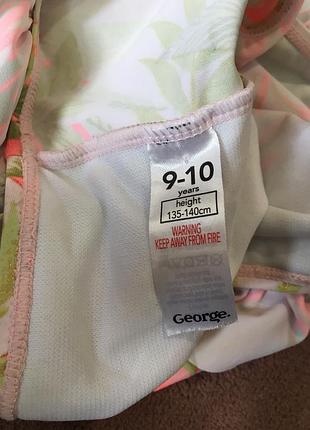 9-10
years
height
135-140cm
WARNING
KEEP AWAY FROM FIRE
George.